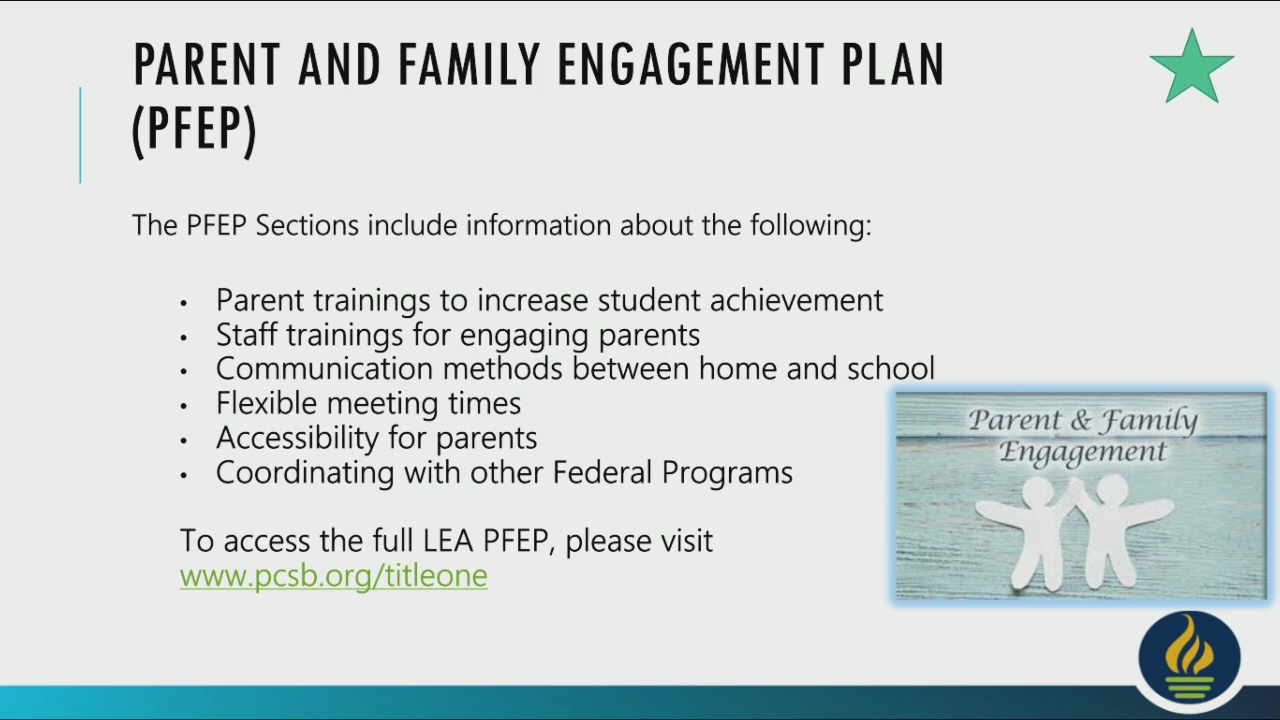 PARENT AND FAMILY ENGAGEMENT PLAN
(PFEP)
The PFEP Sections include information about the following:
• Parent trainings to increase student achievement
• Staff trainings for engaging parents
• Communication methods between home and school
• Flexible meeting times
• Accessibility for parents
• Coordinating with other Federal Programs
To access the full LEA PFEP, please visit
www.pcsb.org/titleone
Parent & Family
Engagement